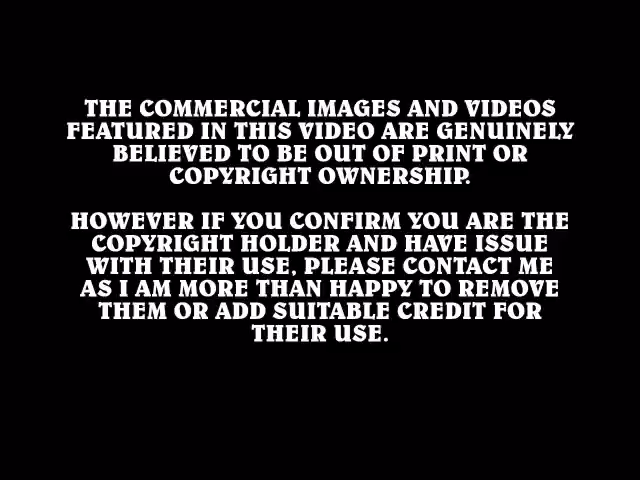 THE COMMERCIAL IMAGES AND VIDEOS
FEATURED IN THIS VIDEO ARE GENUINELY
BELIEVED TO BE OUT OF PRINT OR
COPYRIGHT OWNERSHIP.
HOWEVER IF YOU CONFIRM YOU ARE THE
COPYRIGHT HOLDER AND HAVE ISSUE
WITH THEIR USE, PLEASE CONTACT ME
AS I AM MORE THAN HAPPY TO REMOVE
THEM OR ADD SUITABLE CREDIT FOR
THEIR USE.